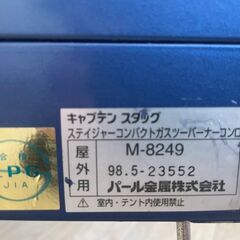 キャプテン スタッグ
ステイジャーコンパクトガスツーバーナーコンロ
屋外
M-8249
98.5-23552
パール金属株式会社
室内・テント内使用禁止
JIA